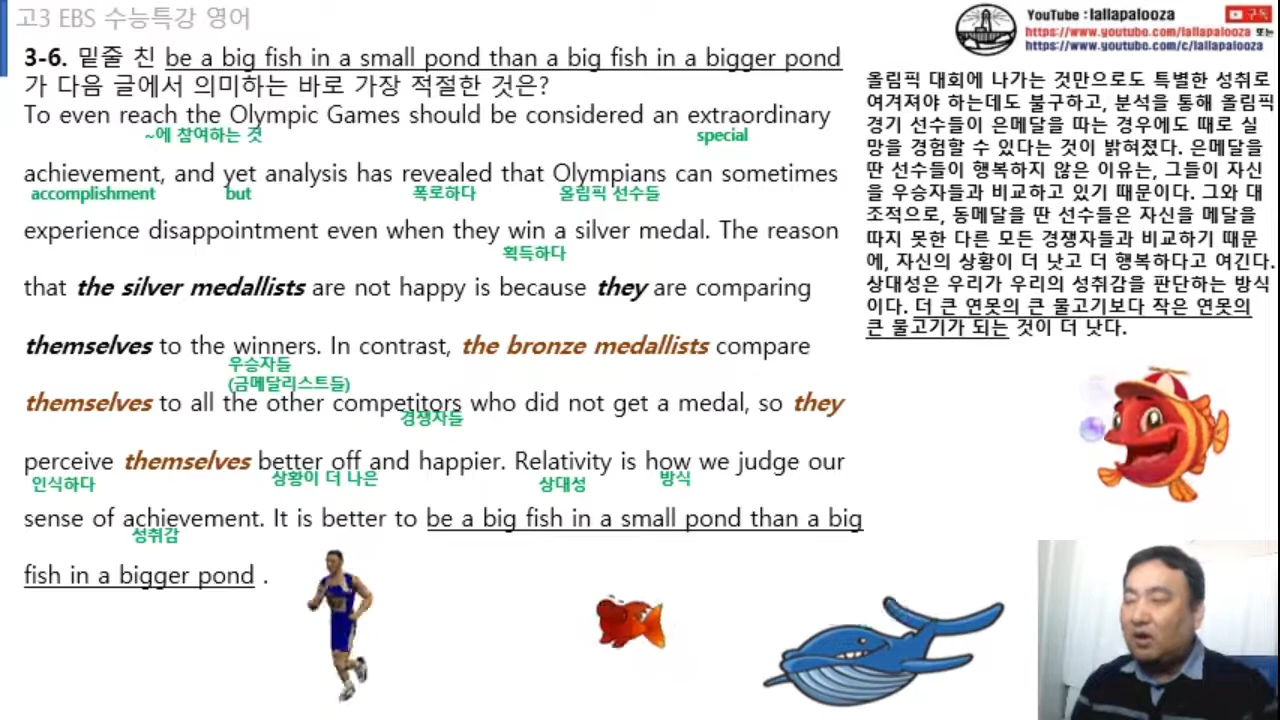 고3 EBS 수능특강 영어
YouTube : lallapalooza
구독
https://www.youtube.com/lallapalooza 또는
https://www.youtube.com/c/lallapalooza
3-6. 밑줄 친 be a big fish in a small pond than a big fish in a bigger pond
가 다음 글에서 의미하는 바로 가장 적절한 것은?
To even reach the Olympic Games should be considered an extraordinary
~에 참여하는 것
special
achievement, and yet analysis has revealed that Olympians can sometimes
accomplishment
but
폭로하다
올림픽 선수들
experience disappointment even when they win a silver medal. The reason
획득하다
that the silver medallists are not happy is because they are comparing
themselves to the winners. In contrast, the bronze medallists compare
우승자들
(금메달리스트들)
themselves to all the other competitors who did not get a medal, so they
경쟁자들
perceive themselves better off and happier. Relativity is how we judge our
인식하다
상황이 더 나은
상대성
방식
sense of achievement. It is better to be a big fish in a small pond than a big
성취감
fish in a bigger pond .
올림픽 대회에 나가는 것만으로도 특별한 성취로
여겨져야 하는데도 불구하고, 분석을 통해 올림픽
경기 선수들이 은메달을 따는 경우에도 때로 실
망을 경험할 수 있다는 것이 밝혀졌다. 은메달을
딴 선수들이 행복하지 않은 이유는, 그들이 자신
을 우승자들과 비교하고 있기 때문이다. 그와 대
조적으로, 동메달을 딴 선수들은 자신을 메달을
따지 못한 다른 모든 경쟁자들과 비교하기 때문
에, 자신의 상황이 더 낫고 더 행복하다고 여긴다.
상대성은 우리가 우리의 성취감을 판단하는 방식
이다. 더 큰 연못의 큰 물고기보다 작은 연못의
큰 물고기가 되는 것이 더 낫다.